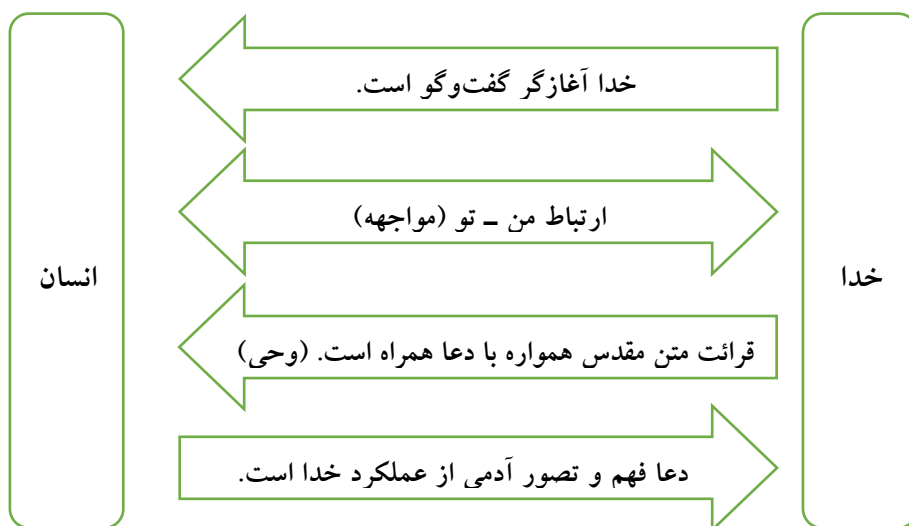 خدا آغازگر گفت‌وگو است.
ارتباط من ـ تو (مواجهه)
خدا
انسان
قرائت متن مقدس همواره با دعا همراه است. (وحی)
دعا فهم و تصور آدمی از عملکرد خدا است.